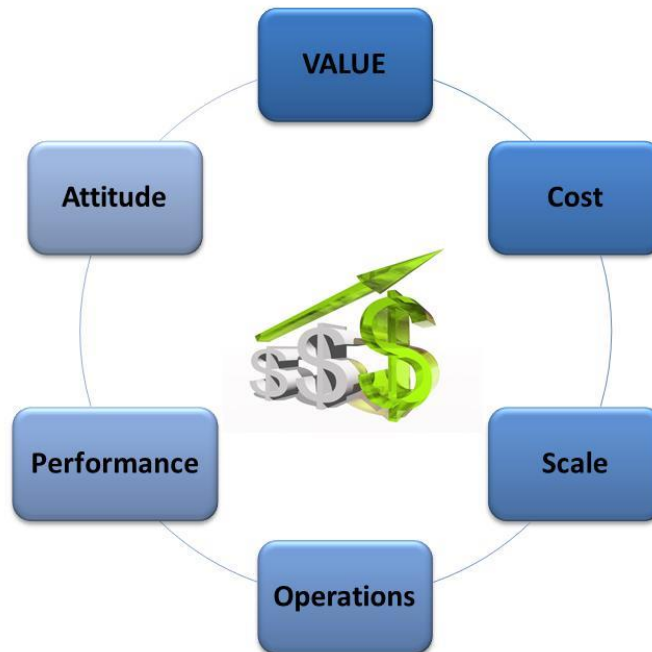 VALUE
Cost
Scale
Operations
Performance
Attitude